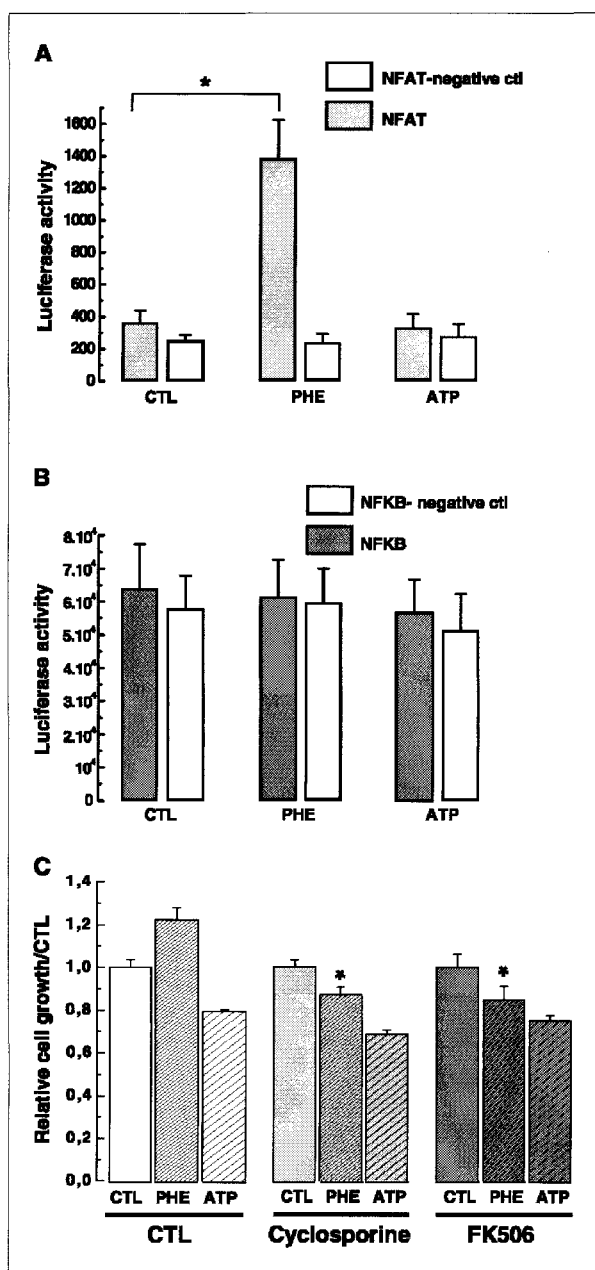 A
*
NFAT-negative ctl
NFAT
Luciferase activity
1600
1400
1200
1000
800
600
400
200
0
CTL PHE ATP
B
NFKB- negative ctl
NFKB
Luciferase activity
8.10⁴
7.10⁴
6.10⁴
5.10⁴
4.10⁴
3.10⁴
2.10⁴
10⁴
0
CTL PHE ATP
C
Relative cell growth/CTL
1,4
1,2
1,0
0,8
0,6
0,4
0,2
0,0
* *
CTL PHE ATP CTL PHE ATP CTL PHE ATP
CTL Cyclosporine FK506